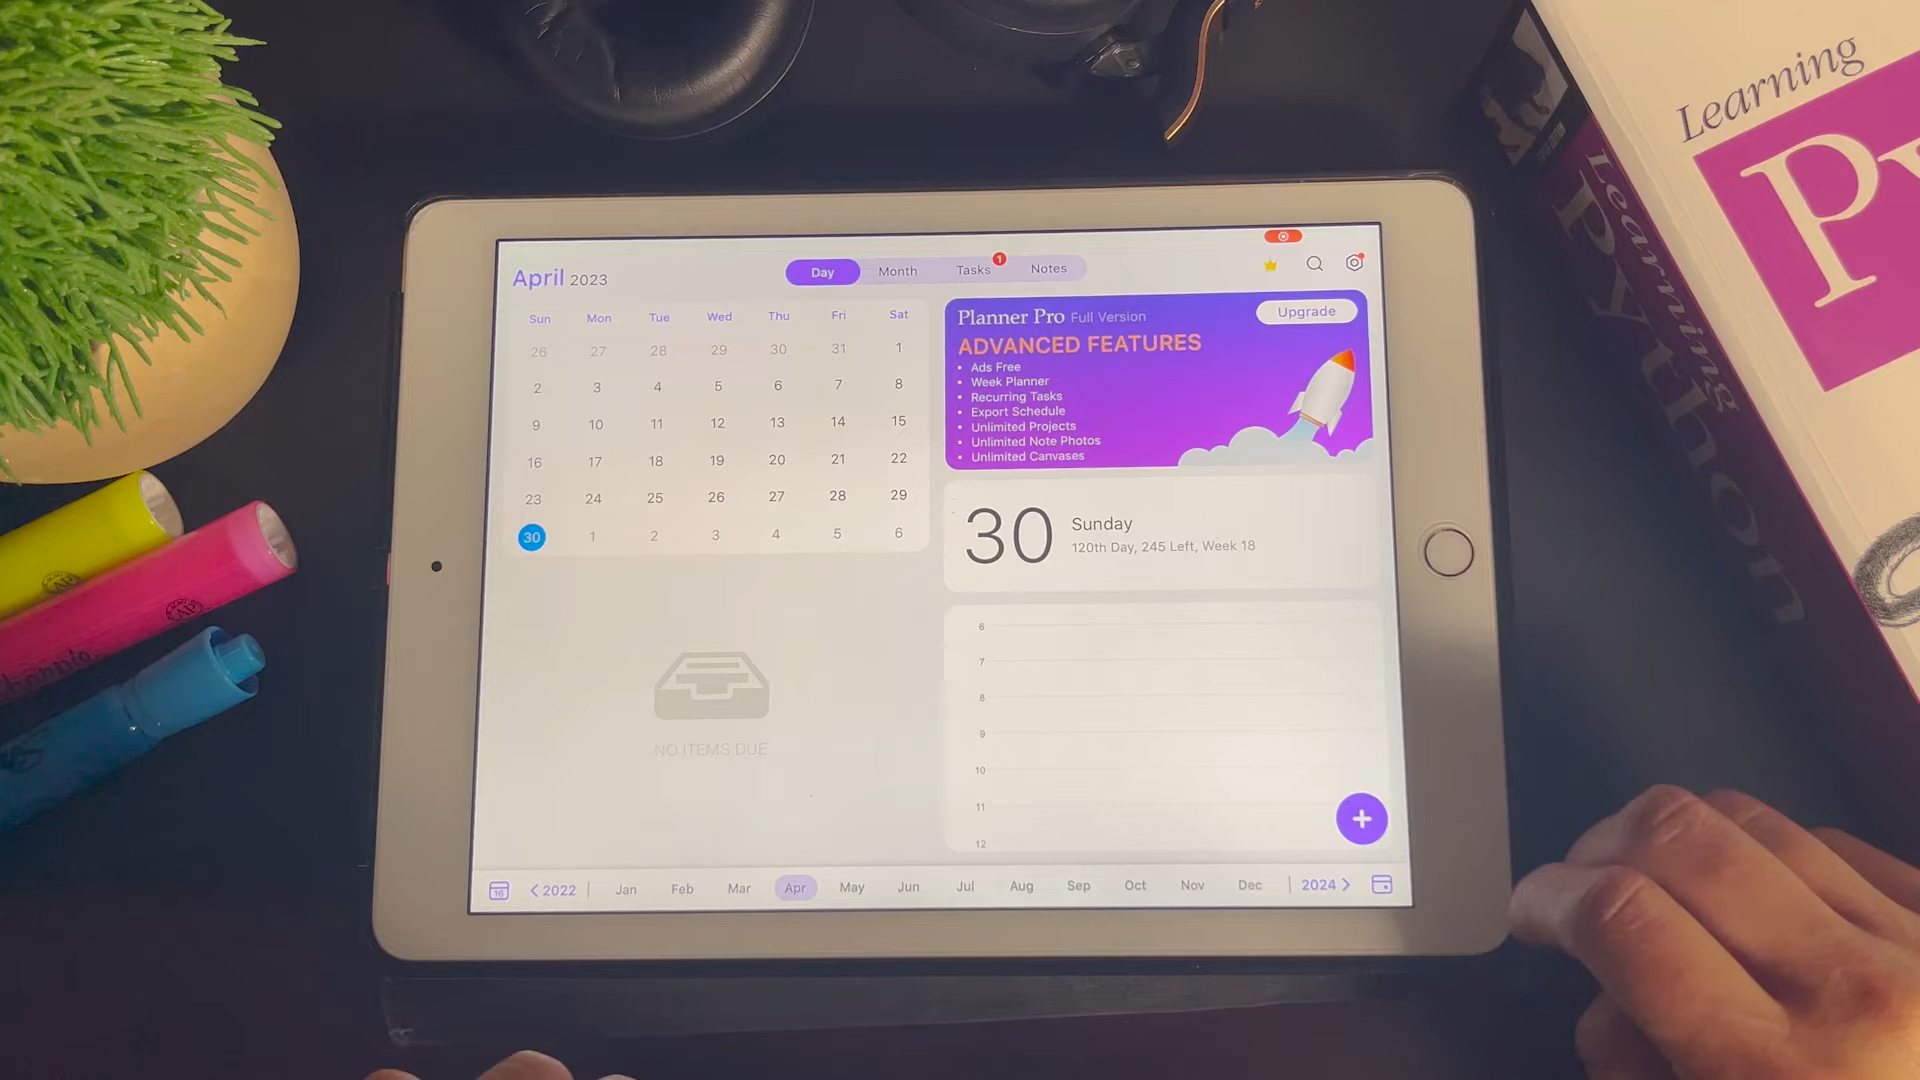 April 2023
Day Month Tasks 1 Notes
Sun Mon Tue Wed Thu Fri Sat
26 27 28 29 30 31 1
2 3 4 5 6 7 8
9 10 11 12 13 14 15
16 17 18 19 20 21 22
23 24 25 26 27 28 29
30 1 2 3 4 5 6
NO ITEMS DUE
Planner Pro Full Version
Upgrade
ADVANCED FEATURES
• Ads Free
• Week Planner
• Recurring Tasks
• Export Schedule
• Unlimited Projects
• Unlimited Note Photos
• Unlimited Canvases
30
Sunday
120th Day, 245 Left, Week 18
6
7
8
9
10
11
12
+
16 < 2022 | Jan Feb Mar Apr May Jun Jul Aug Sep Oct Nov Dec | 2024 >
Learning
Py
Learning
Python
AP
AP